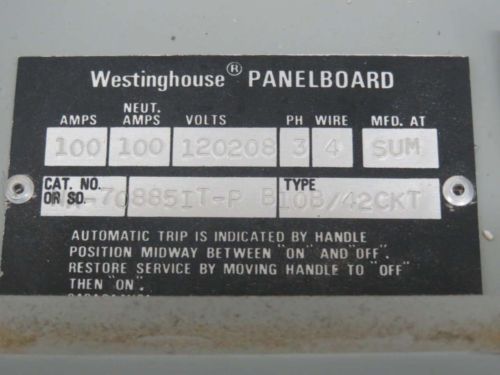 Westinghouse® PANELBOARD
AMPS NEUT. AMPS VOLTS PH WIRE MFD. AT
100 100 120208 3 4 SUM
CAT. NO. OR SO. TYPE
70885IT-P B10B/42CKT
AUTOMATIC TRIP IS INDICATED BY HANDLE
POSITION MIDWAY BETWEEN "ON" AND "OFF".
RESTORE SERVICE BY MOVING HANDLE TO "OFF"
THEN "ON".